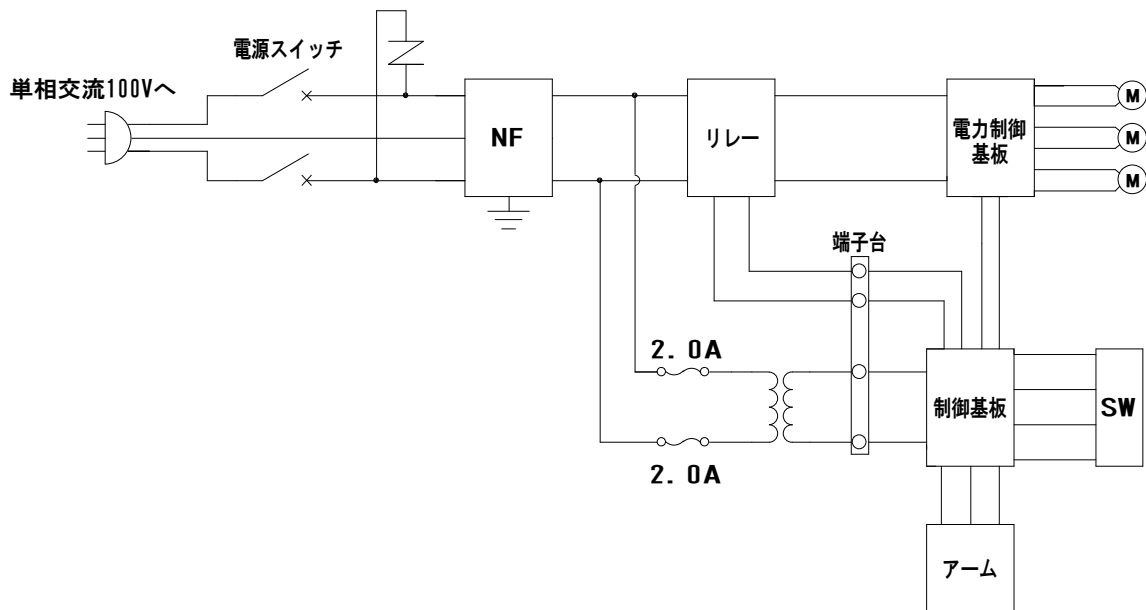 電源スイッチ
単相交流100Vへ
NF
リレー
電力制御
基板
M
M
M
端子台
2. 0A
制御基板
SW
2. 0A
アーム